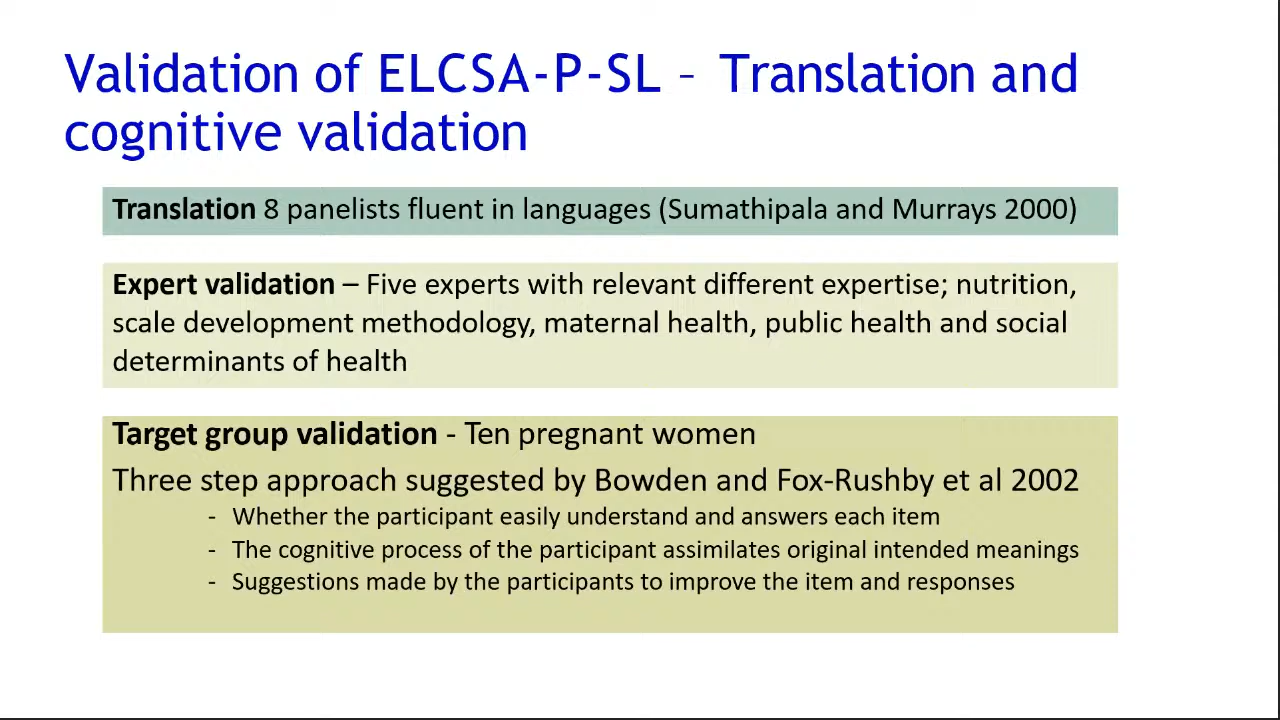 Validation of ELCSA-P-SL – Translation and
cognitive validation
Translation 8 panelists fluent in languages (Sumathipala and Murrays 2000)
Expert validation – Five experts with relevant different expertise; nutrition,
scale development methodology, maternal health, public health and social
determinants of health
Target group validation - Ten pregnant women
Three step approach suggested by Bowden and Fox-Rushby et al 2002
- Whether the participant easily understand and answers each item
- The cognitive process of the participant assimilates original intended meanings
- Suggestions made by the participants to improve the item and responses